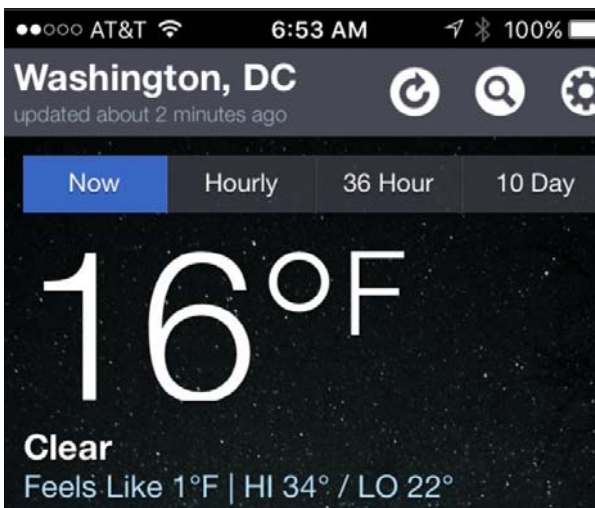 AT&T 6:53 AM 100%
Washington, DC
updated about 2 minutes ago
Now Hourly 36 Hour 10 Day
16°F
Clear
Feels Like 1°F | HI 34° / LO 22°